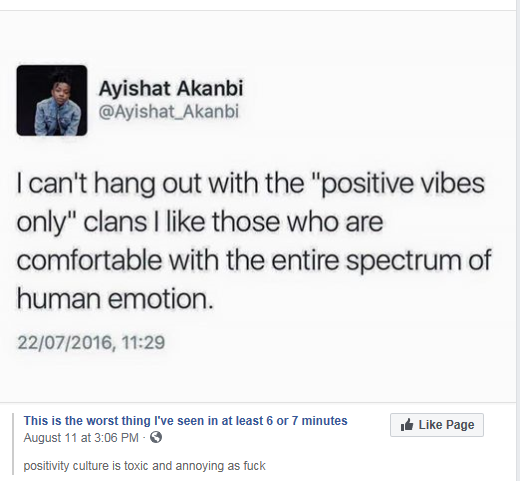 Ayishat Akanbi
@Ayishat_Akanbi
I can't hang out with the "positive vibes
only" clans I like those who are
comfortable with the entire spectrum of
human emotion.
22/07/2016, 11:29
This is the worst thing I've seen in at least 6 or 7 minutes
August 11 at 3:06 PM ·
Like Page
positivity culture is toxic and annoying as fuck